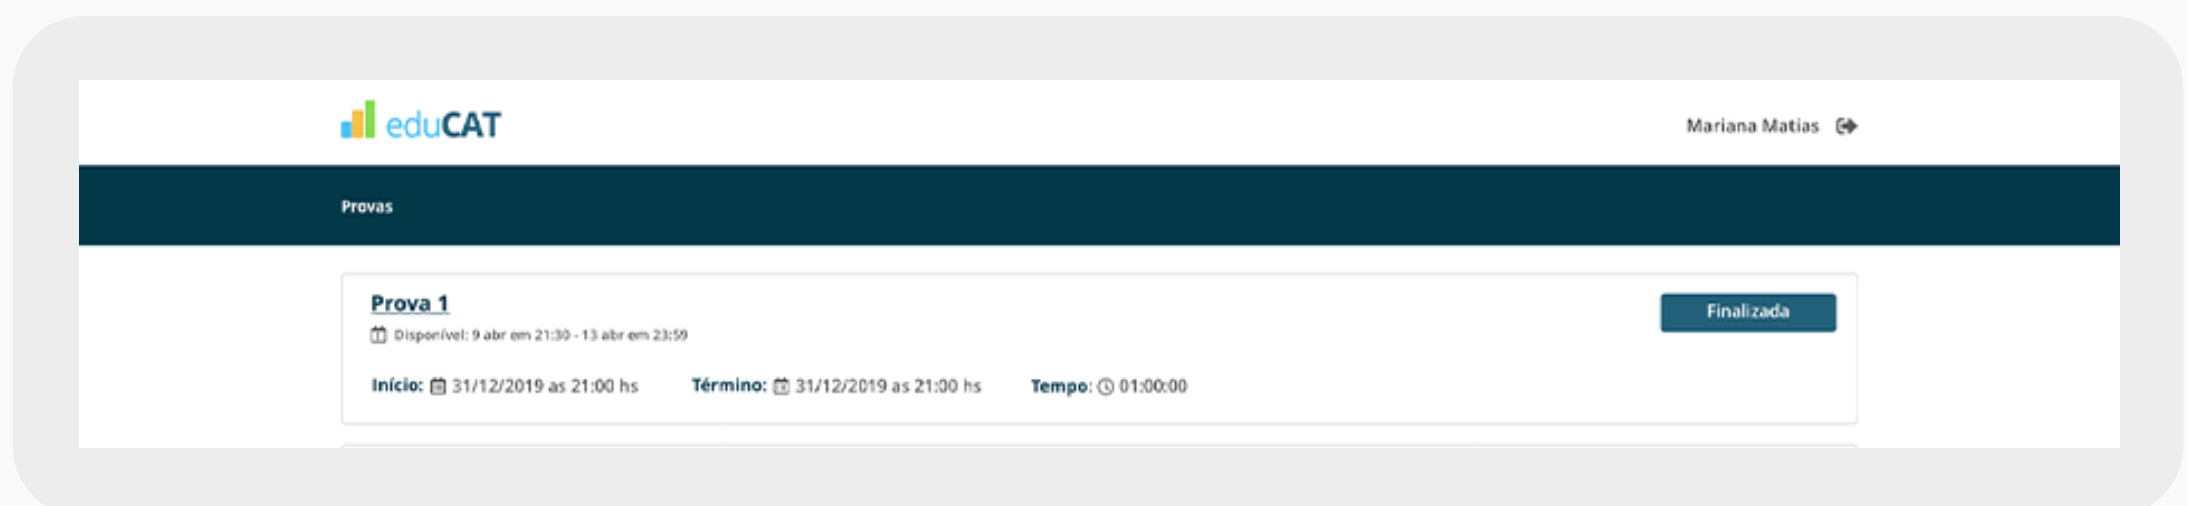 eduCAT
Mariana Matias
Provas
Prova 1
Finalizada
Disponível: 9 abr em 21:30 - 13 abr em 23:59
Início: 31/12/2019 as 21:00 hs Término: 31/12/2019 as 21:00 hs Tempo: 01:00:00